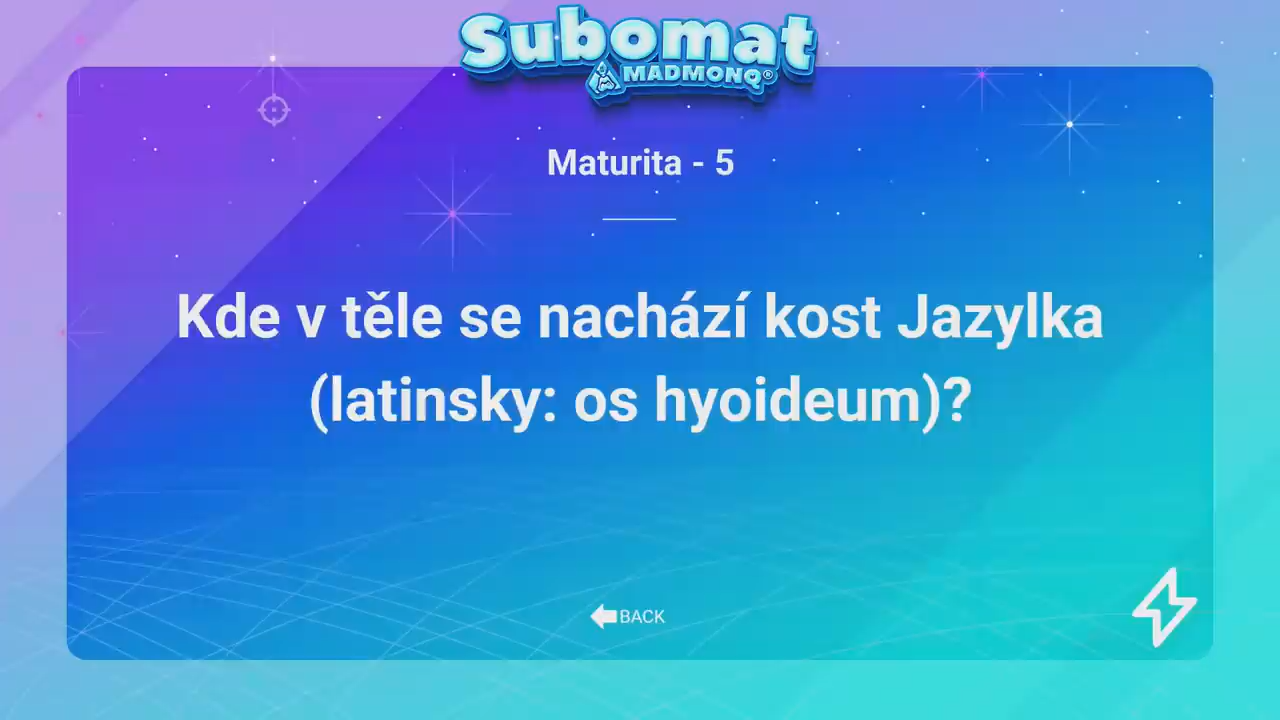 Subomat
MADMONQ®
Maturita - 5
Kde v těle se nachází kost Jazylka
(latinsky: os hyoideum)?
BACK